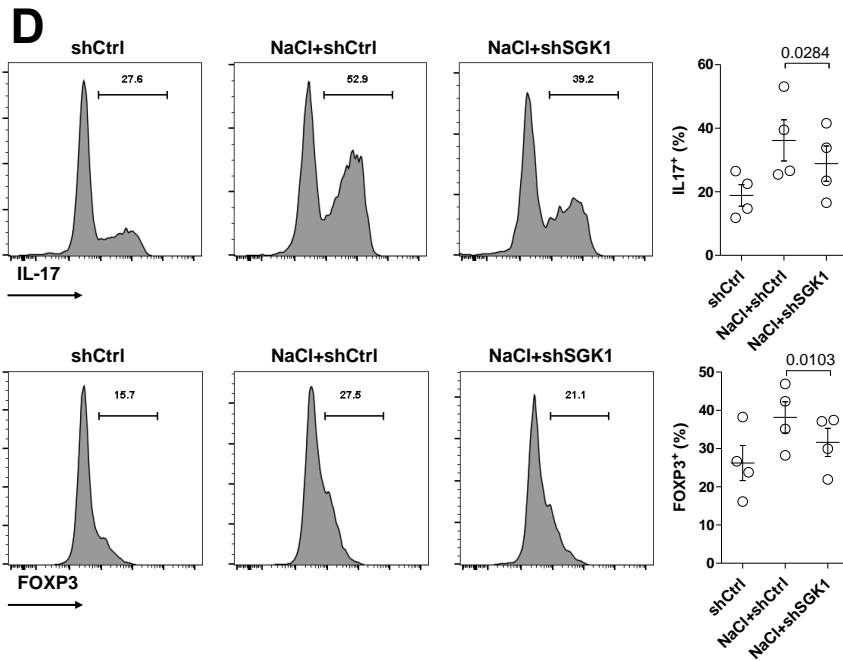 D
shCtrl
NaCl+shCtrl
NaCl+shSGK1
27.6
52.9
39.2
IL-17
0.0284
60
40
20
0
IL17⁺ (%)
shCtrl
NaCl+shCtrl
NaCl+shSGK1
shCtrl
NaCl+shCtrl
NaCl+shSGK1
15.7
27.5
21.1
FOXP3
0.0103
50
40
30
20
10
0
FOXP3⁺ (%)
shCtrl
NaCl+shCtrl
NaCl+shSGK1